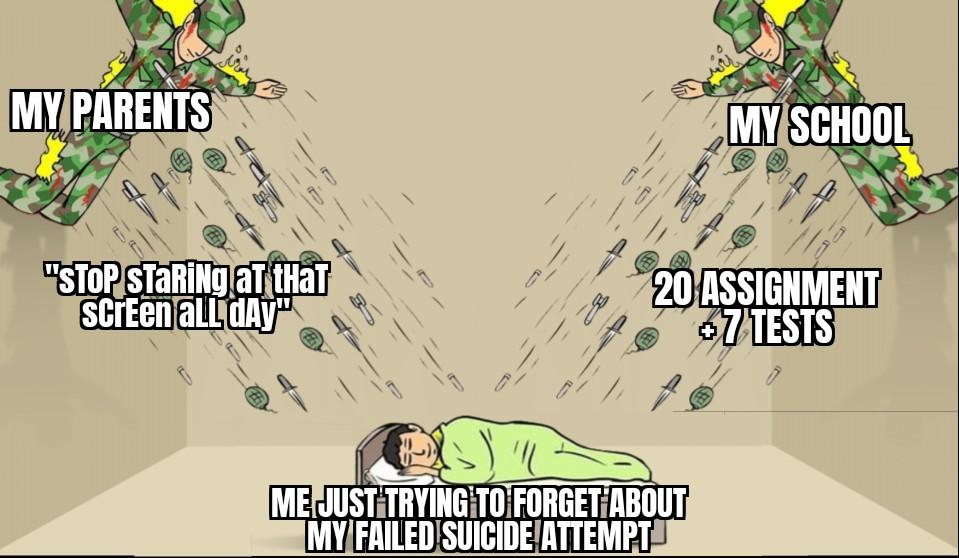 MY PARENTS
MY SCHOOL
"sToP sTaRiNg aT tHaT
sCrEen aLL dAy"
20 ASSIGNMENT
+ 7 TESTS
ME JUST TRYING TO FORGET ABOUT
MY FAILED SUICIDE ATTEMPT